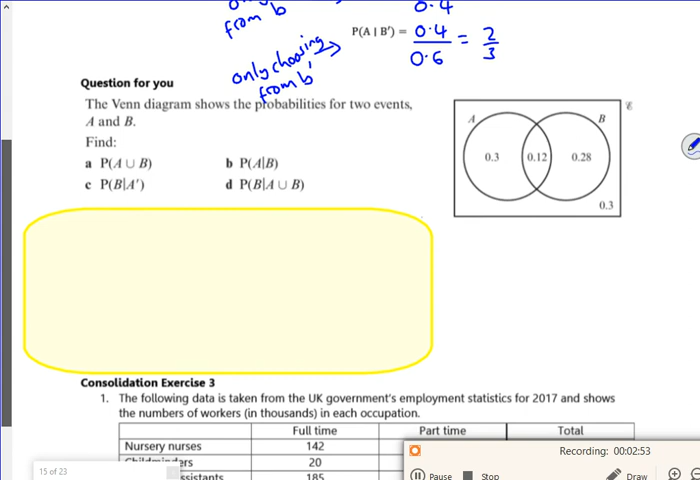 from b
0.4
P(A | B') = 0.4 / 0.6 = 2/3
only choosing
from b'
Question for you
The Venn diagram shows the probabilities for two events,
A and B.
Find:
a P(A ∪ B) b P(A|B)
c P(B|A') d P(B|A ∪ B)
A B
0.3 0.12 0.28
0.3
Consolidation Exercise 3
1. The following data is taken from the UK government's employment statistics for 2017 and shows
the numbers of workers (in thousands) in each occupation.
Full time Part time Total
Nursery nurses 142
20
185
Recording: 00:02:53
15 of 23
Pause Stop Draw